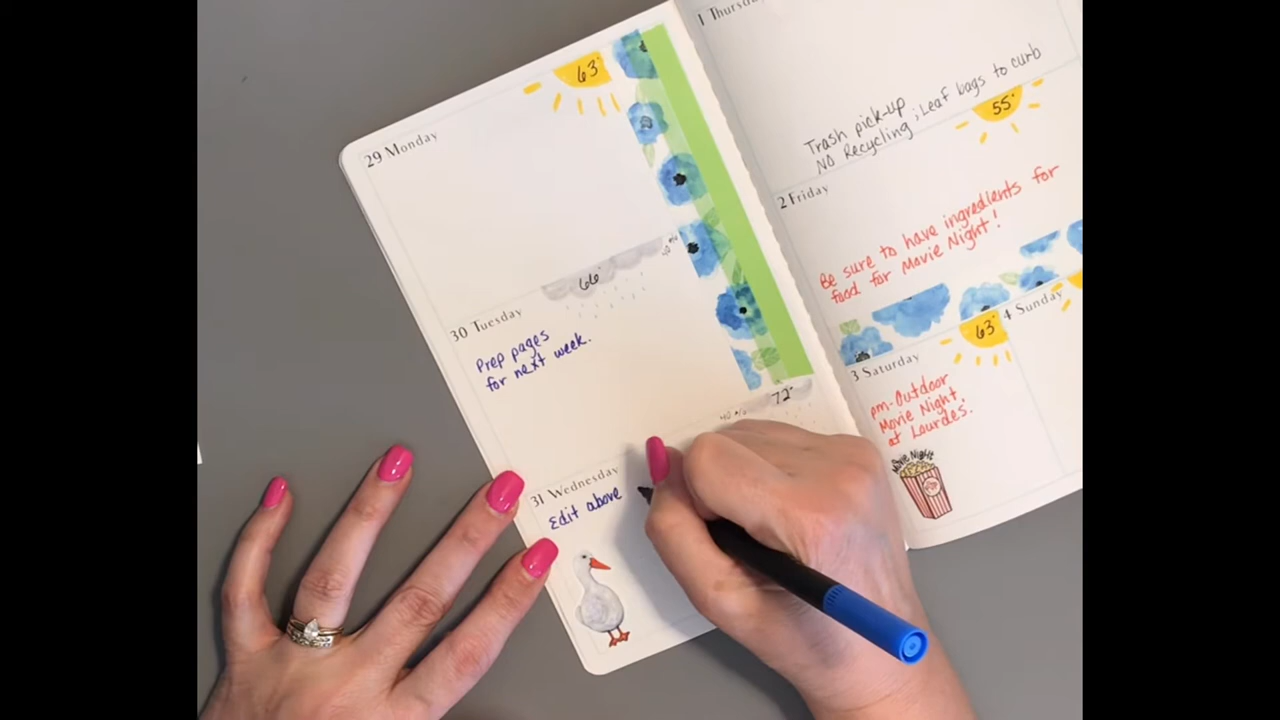 29 Monday
63°
30 Tuesday
66°
Prep pages
for next week.
31 Wednesday
72°
Edit above
1 Thursday
Trash pick-up
NO Recycling ; Leaf bags to curb
2 Friday
55°
Be sure to have ingredients for
food for Movie Night!
3 Saturday
63°
pm-Outdoor
Movie Night,
at Lourdes.
Movie Night
4 Sunday